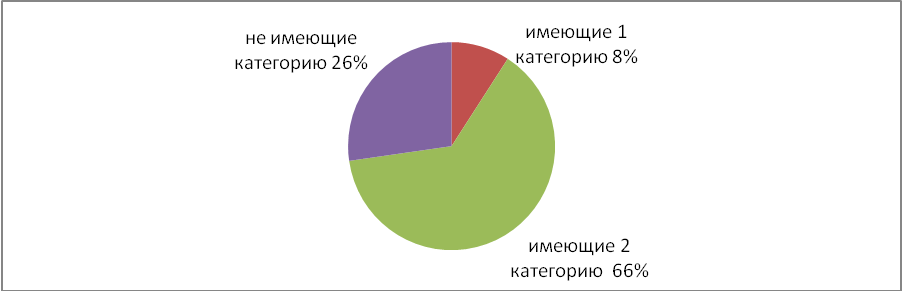 не имеющие
категорию 26%
имеющие 1
категорию 8%
имеющие 2
категорию  66%